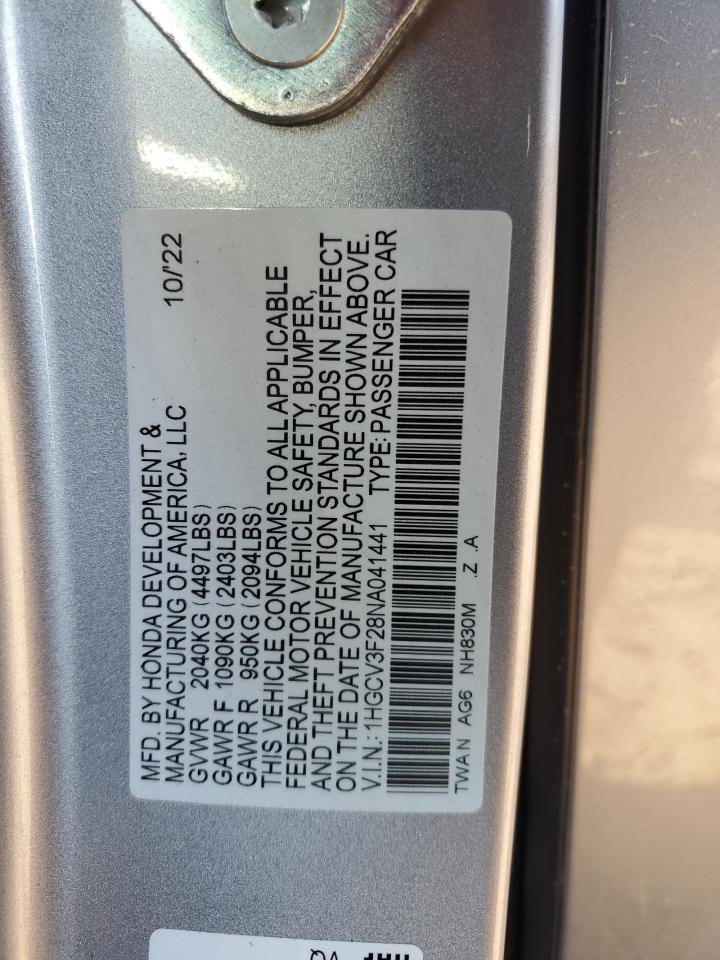 MFD. BY HONDA DEVELOPMENT &
MANUFACTURING OF AMERICA, LLC 10/'22
GVWR 2040KG (4497LBS)
GAWR F 1090KG (2403LBS)
GAWR R 950KG (2094LBS)
THIS VEHICLE CONFORMS TO ALL APPLICABLE
FEDERAL MOTOR VEHICLE SAFETY, BUMPER,
AND THEFT PREVENTION STANDARDS IN EFFECT
ON THE DATE OF MANUFACTURE SHOWN ABOVE.
V.I.N.: 1HGCV3F28NA041441 TYPE: PASSENGER CAR
TWA N AG6 NH830M .Z .A